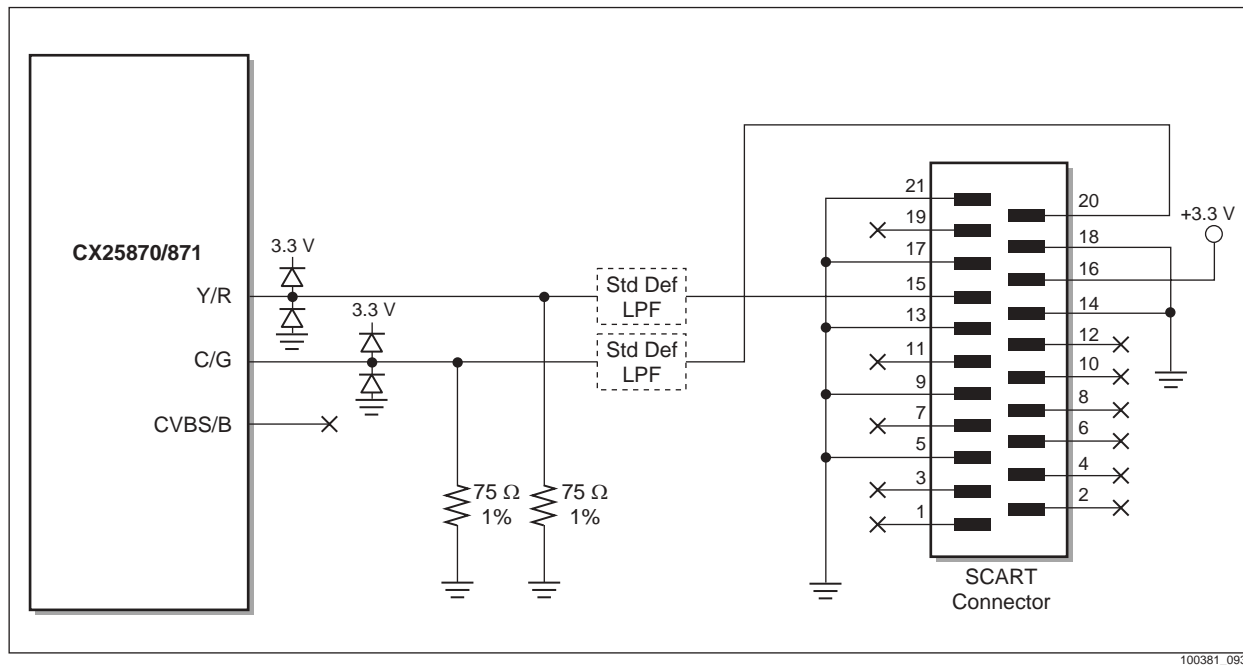 CX25870/871
3.3 V
Y/R
3.3 V
C/G
CVBS/B
Std Def
LPF
Std Def
LPF
75 Ω
1%
75 Ω
1%
21
19
17
15
13
11
9
7
5
3
1
20
18
16
14
12
10
8
6
4
2
+3.3 V
SCART
Connector
100381_093